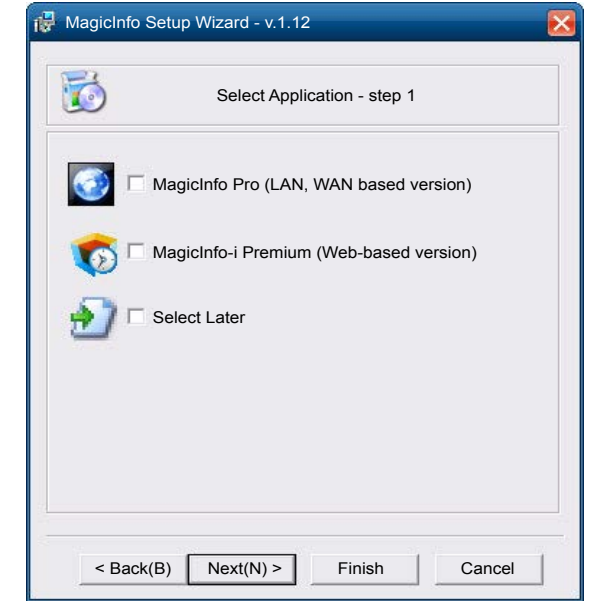 MagicInfo Setup Wizard - v.1.12
Select Application - step 1
MagicInfo Pro (LAN, WAN based version)
MagicInfo-i Premium (Web-based version)
Select Later
< Back(B) Next(N) > Finish Cancel